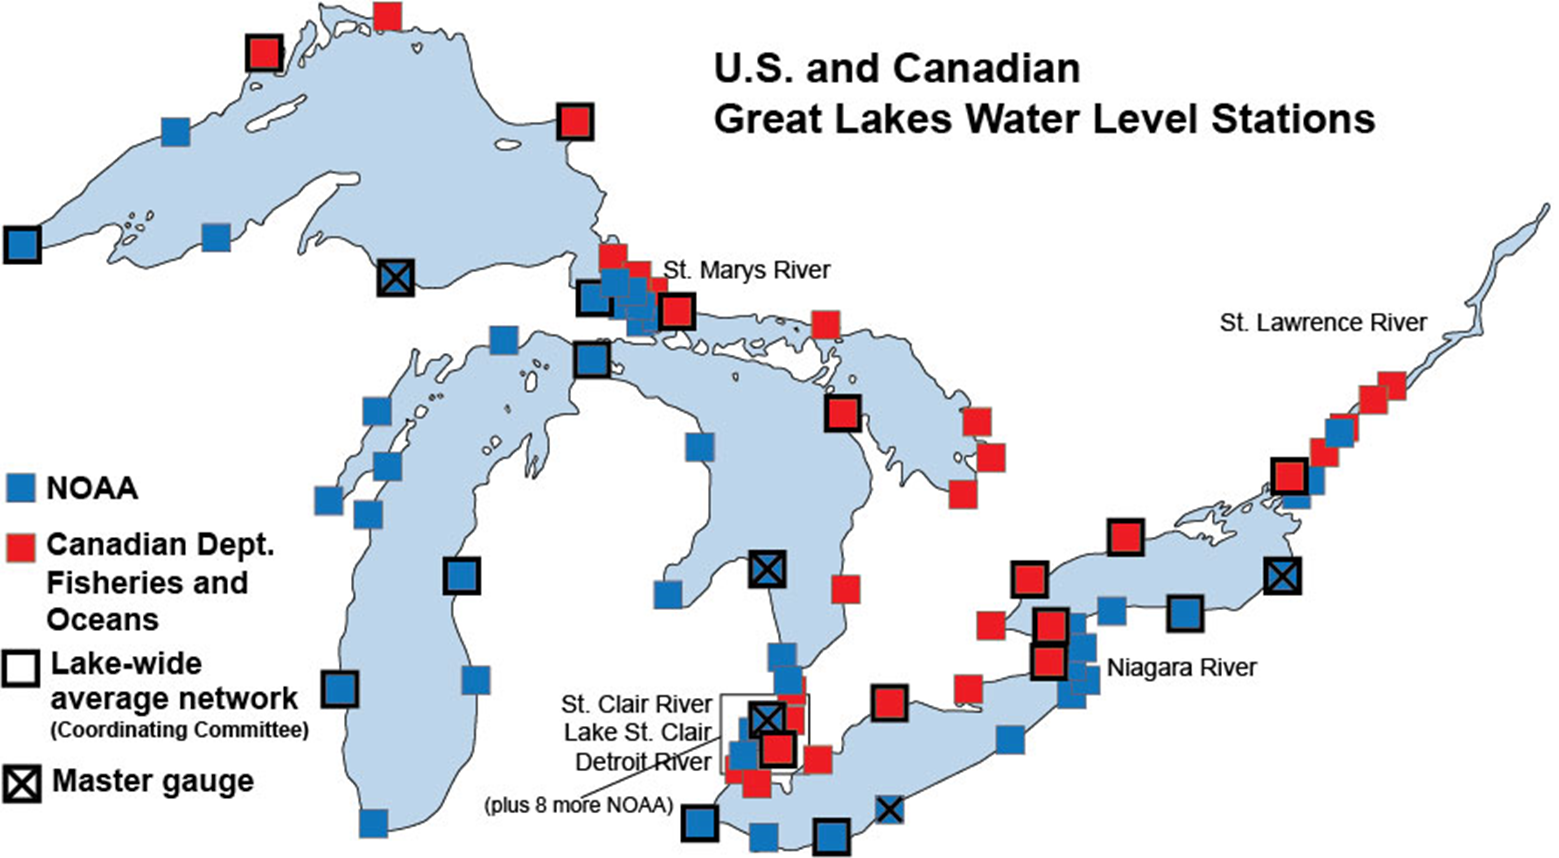 U.S. and Canadian
Great Lakes Water Level Stations
St. Marys River
St. Lawrence River
NOAA
Canadian Dept.
Fisheries and
Oceans
Lake-wide
average network
(Coordinating Committee)
Master gauge
Niagara River
St. Clair River
Lake St. Clair
Detroit River
(plus 8 more NOAA)